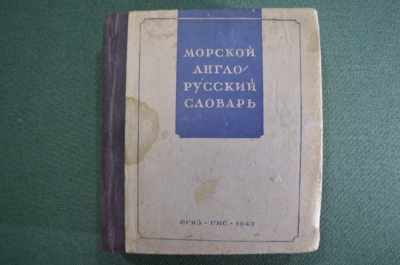 МОРСКОЙ
АНГЛО-
РУССКИЙ
СЛОВАРЬ
ОГИЗ • ГИС • 1943